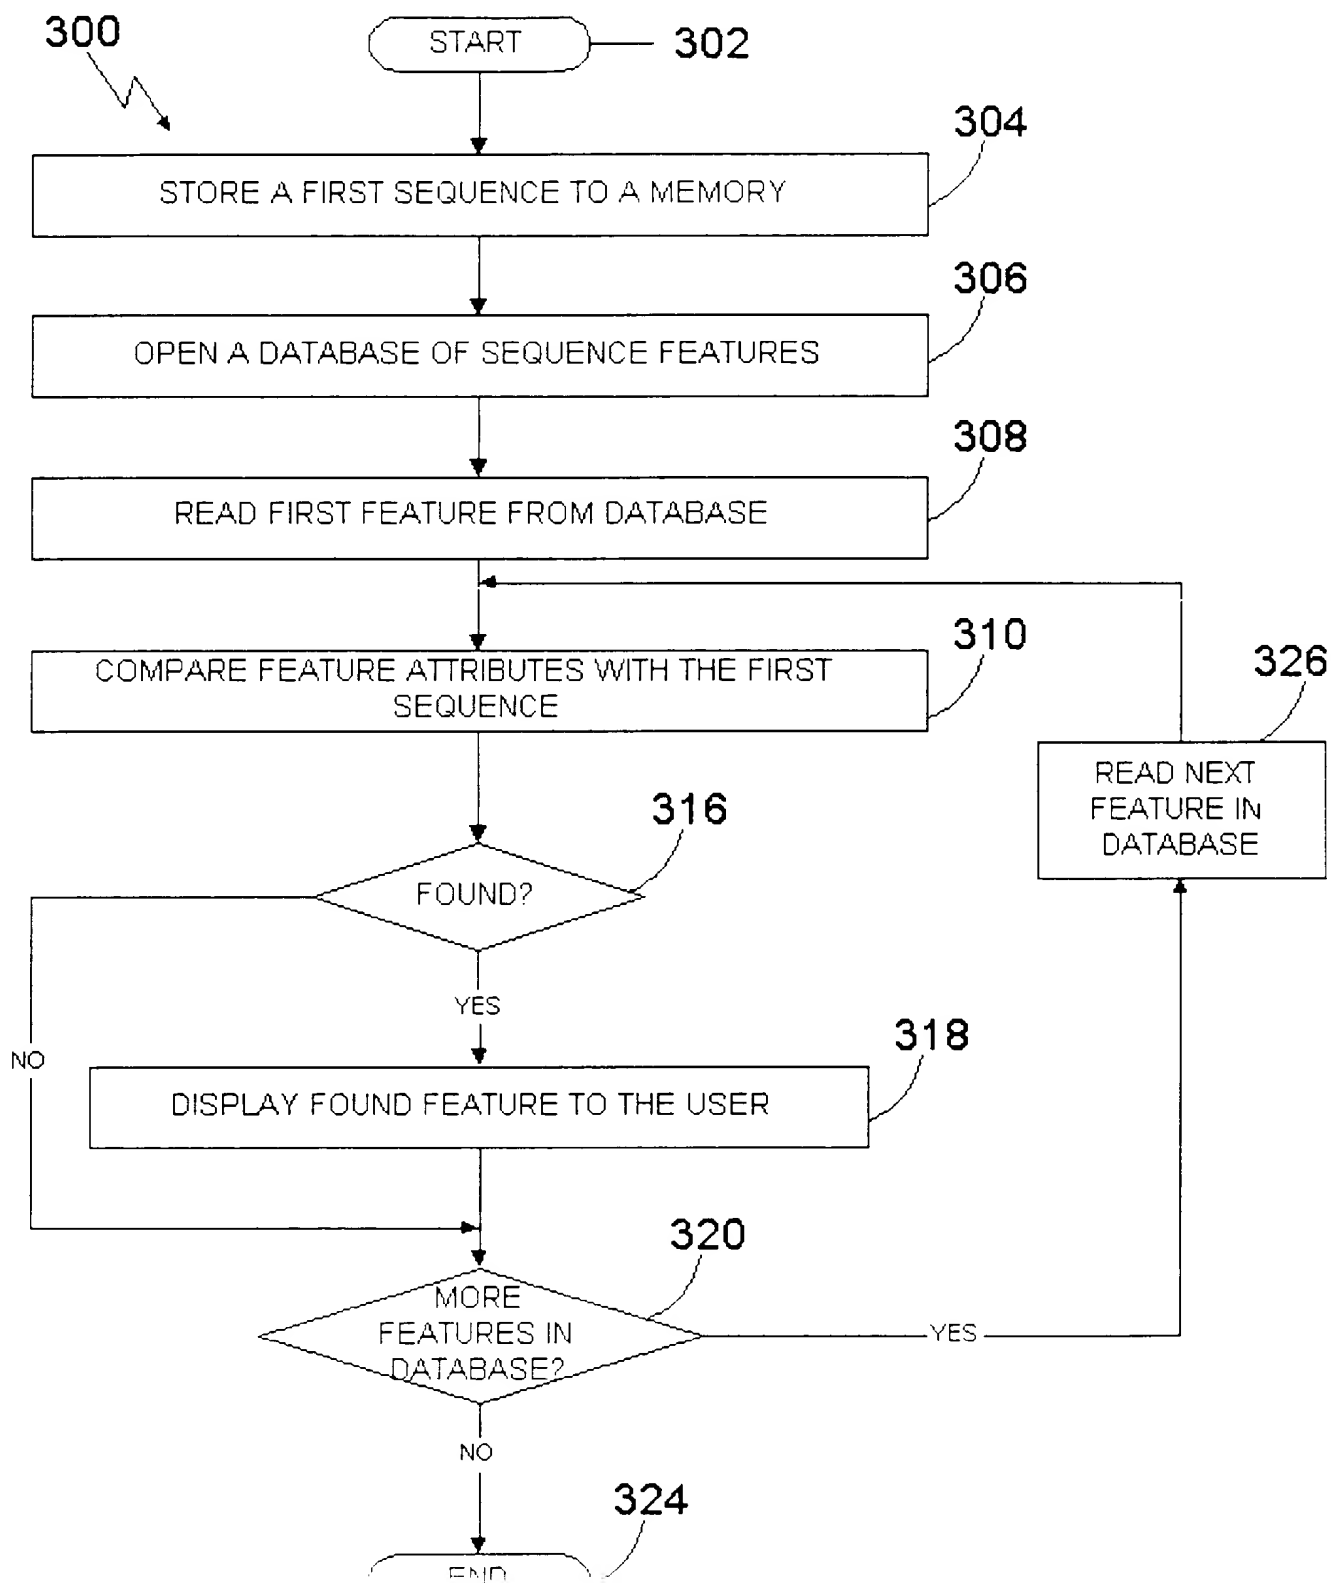 300
START
302
304
STORE A FIRST SEQUENCE TO A MEMORY
306
OPEN A DATABASE OF SEQUENCE FEATURES
308
READ FIRST FEATURE FROM DATABASE
310
COMPARE FEATURE ATTRIBUTES WITH THE FIRST
SEQUENCE
326
READ NEXT
FEATURE IN
DATABASE
316
FOUND?
YES
NO
318
DISPLAY FOUND FEATURE TO THE USER
320
MORE
FEATURES IN
DATABASE?
YES
NO
324
END